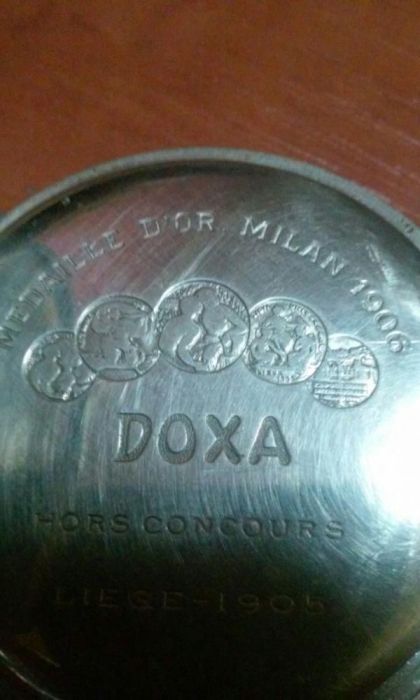 MEDAILLE D'OR. MILAN 1906
DOXA
HORS CONCOURS
LIEGE-1905